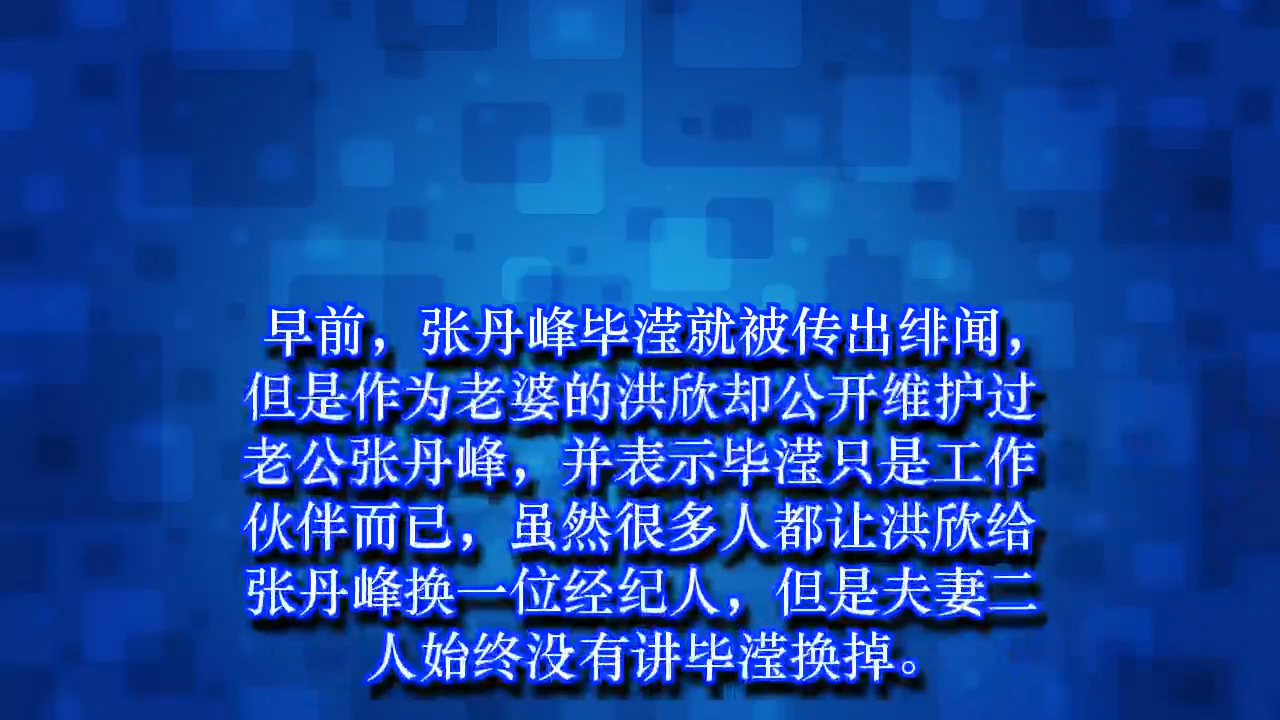 早前，张丹峰毕滢就被传出绯闻，
但是作为老婆的洪欣却公开维护过
老公张丹峰，并表示毕滢只是工作
伙伴而已，虽然很多人都让洪欣给
张丹峰换一位经纪人，但是夫妻二
人始终没有讲毕滢换掉。